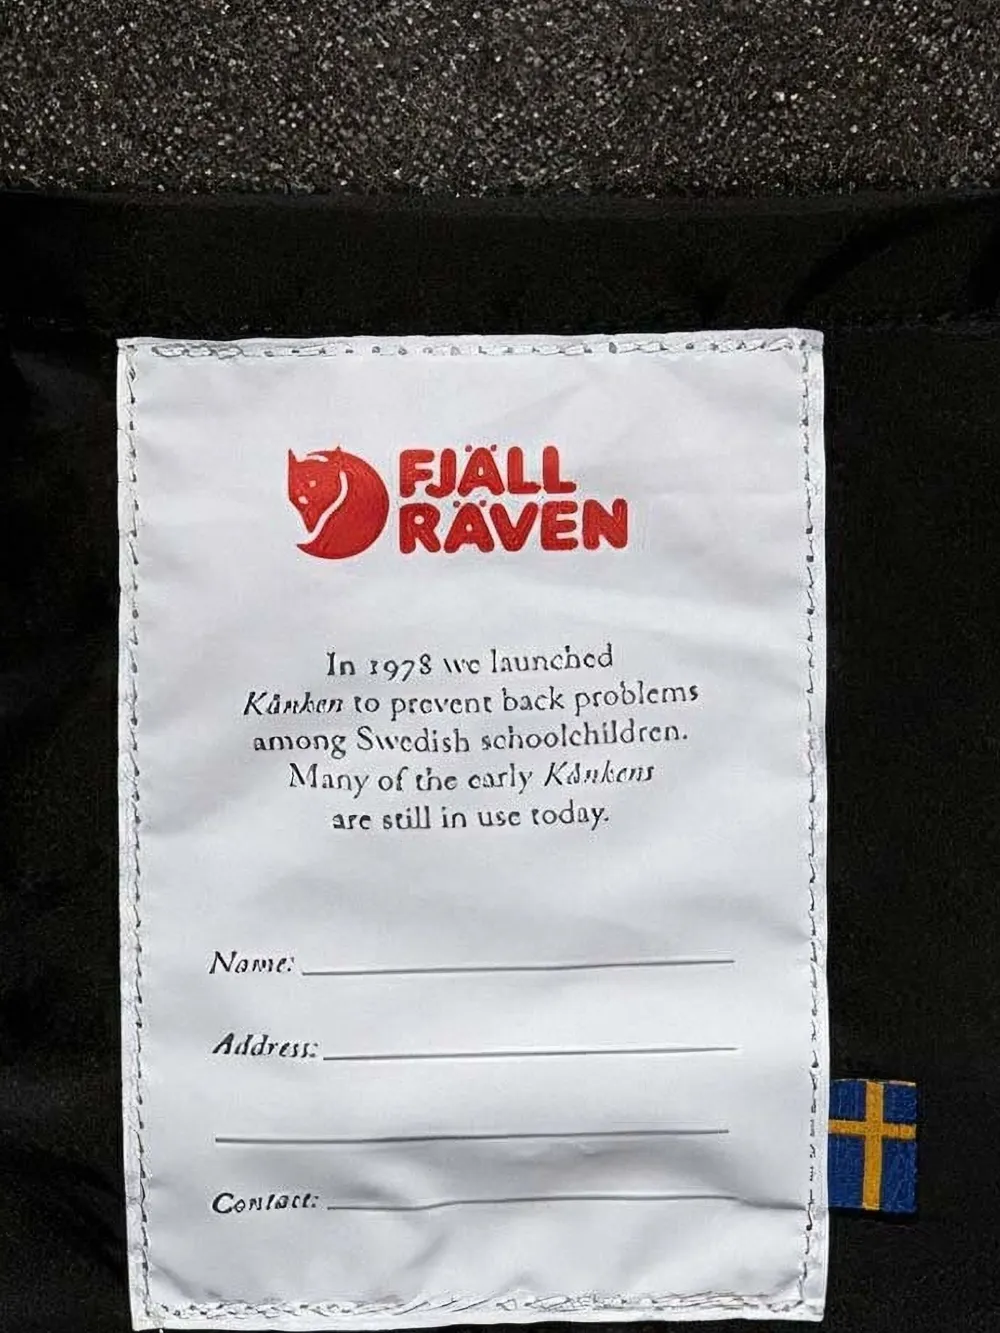 FJÄLL
RÄVEN
In 1978 we launched
Kånken to prevent back problems
among Swedish schoolchildren.
Many of the early Kånkens
are still in use today.
Name:
Address:
Contact: